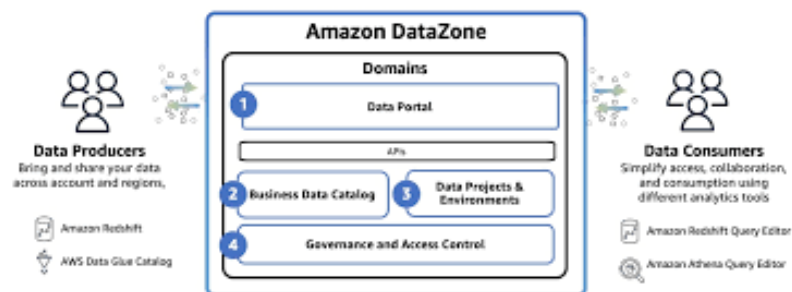 Amazon DataZone
Domains
1
Data Portal
APIs
2
Business Data Catalog
3
Data Projects &
Environments
4
Governance and Access Control
Data Producers
Bring and share your data
across account and regions,
Amazon Redshift
AWS Data Glue Catalog
Data Consumers
Simplify access, collaboration,
and consumption using
different analytics tools
Amazon Redshift Query Editor
Amazon Athena Query Editor